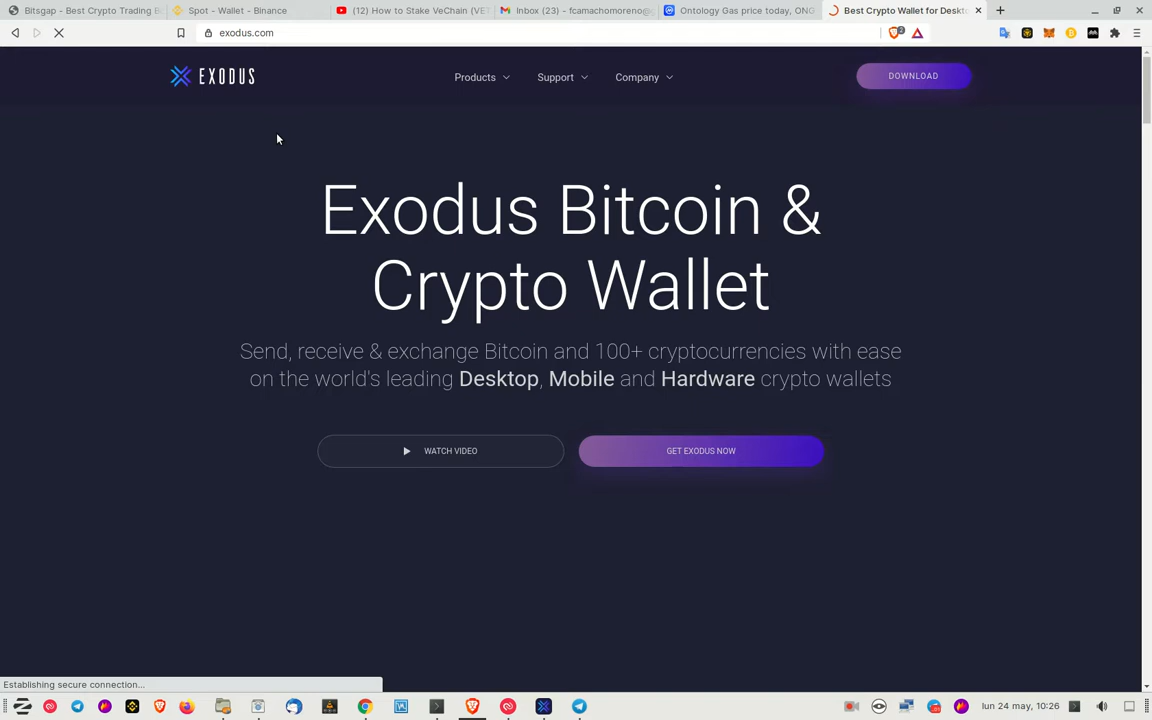 Bitsgap - Best Crypto Trading B
Spot - Wallet - Binance
(12) How to Stake VeChain (VET
Inbox (23) - fcamachomoreno@g
Ontology Gas price today, ONG
Best Crypto Wallet for Deskto
exodus.com
2
EXODUS
Products
Support
Company
DOWNLOAD
Exodus Bitcoin &
Crypto Wallet
Send, receive & exchange Bitcoin and 100+ cryptocurrencies with ease
on the world's leading Desktop, Mobile and Hardware crypto wallets
WATCH VIDEO
GET EXODUS NOW
Establishing secure connection...
lun 24 may, 10:26